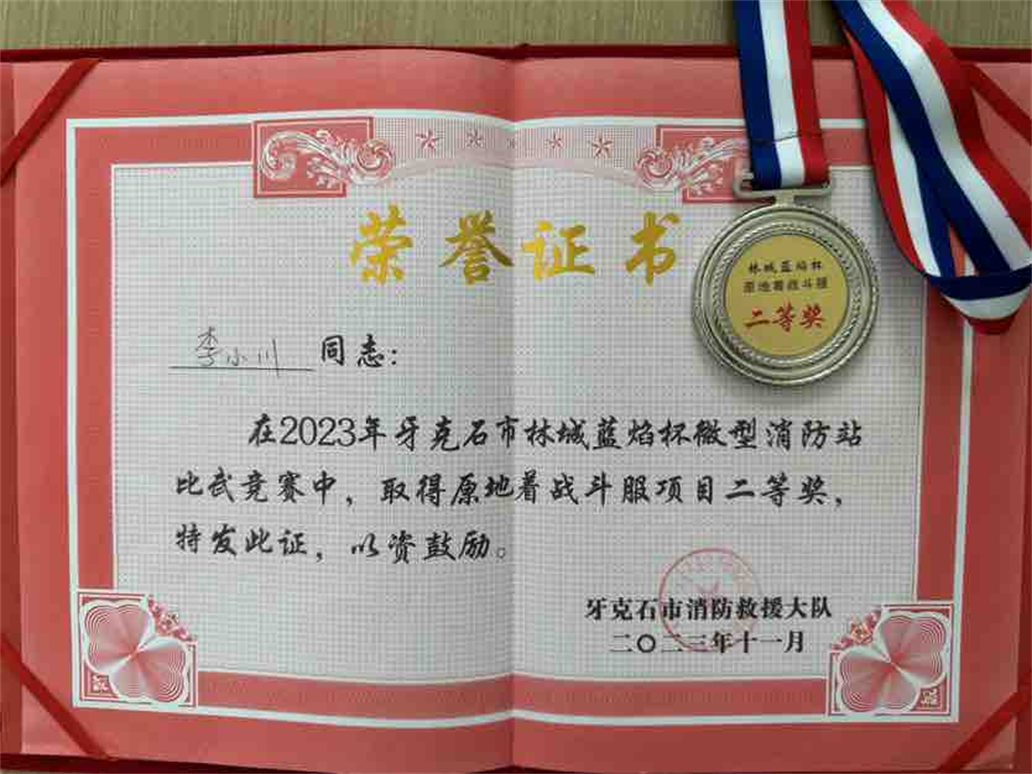 荣誉证书
林城蓝焰杯
原地着战斗服
二等奖
李小川 同志：
在2023年牙克石市林城蓝焰杯微型消防站
比武竞赛中，取得原地着战斗服项目二等奖，
特发此证，以资鼓励。
牙克石市消防救援大队
二〇二三年十一月